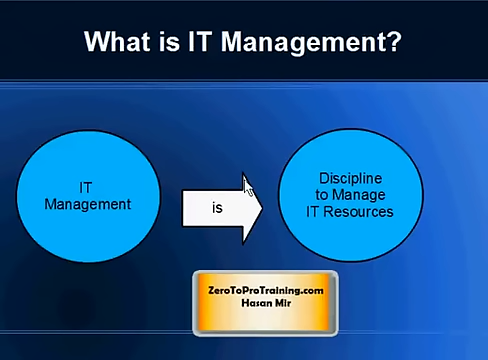 What is IT Management?
IT
Management
is
Discipline
to Manage
IT Resources
ZeroToProTraining.com
Hasan Mir